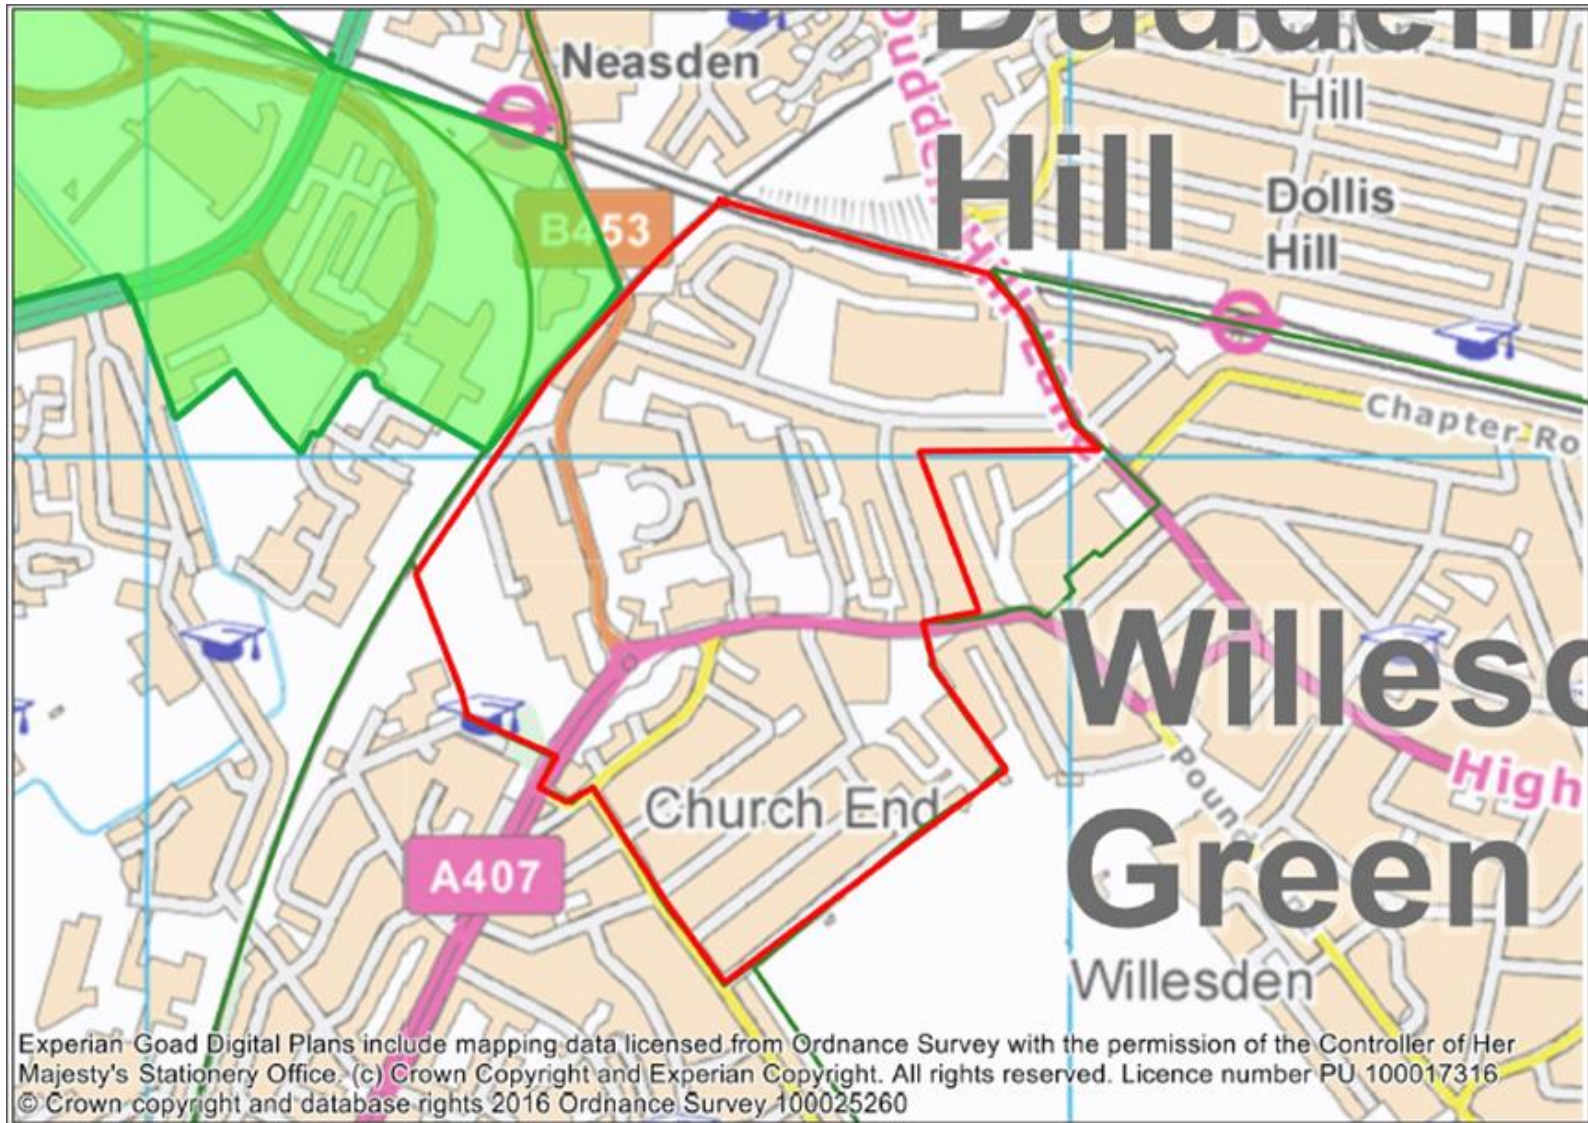 Dudden
Hill
Neasden
Dudden
Hill
B453
Dollis
Hill
Chapter Ro
Willesd
Green
High
Church End
A407
Willesden
Experian Goad Digital Plans include mapping data licensed from Ordnance Survey with the permission of the Controller of Her
Majesty's Stationery Office. (c) Crown Copyright and Experian Copyright. All rights reserved. Licence number PU 100017316
© Crown copyright and database rights 2016 Ordnance Survey 100025260